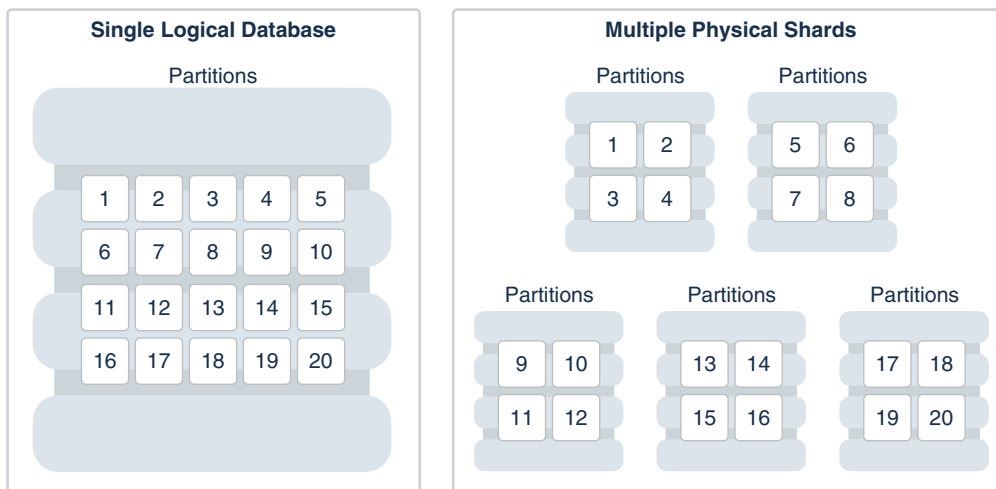 Single Logical Database
Partitions
1 2 3 4 5
6 7 8 9 10
11 12 13 14 15
16 17 18 19 20
Multiple Physical Shards
Partitions
1 2
3 4
Partitions
5 6
7 8
Partitions
9 10
11 12
Partitions
13 14
15 16
Partitions
17 18
19 20